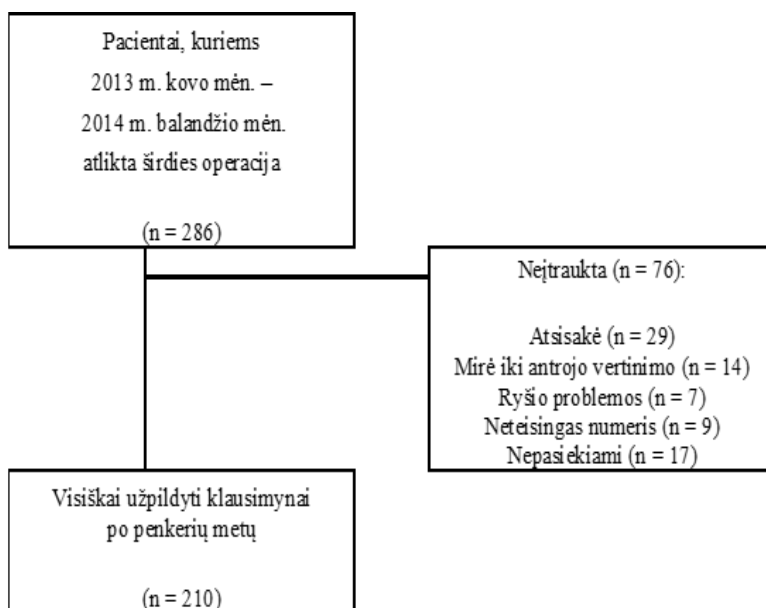 Pacientai, kuriems
2013 m. kovo mėn. –
2014 m. balandžio mėn.
atlikta širdies operacija
(n = 286)
Neįtraukta (n = 76):
Atsisakė (n = 29)
Mirė iki antrojo vertinimo (n = 14)
Ryšio problemos (n = 7)
Neteisingas numeris (n = 9)
Nepasiekiami (n = 17)
Visiškai užpildyti klausimynai
po penkerių metų
(n = 210)